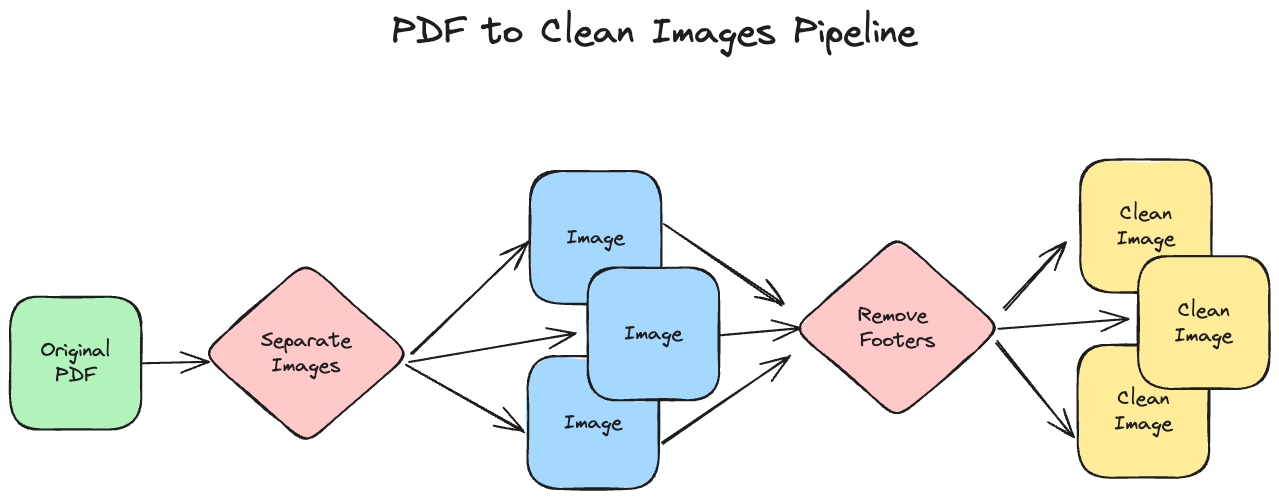 PDF to Clean Images Pipeline
Original
PDF
Separate
Images
Image
Image
Image
Remove
Footers
Clean
Image
Clean
Image
Clean
Image